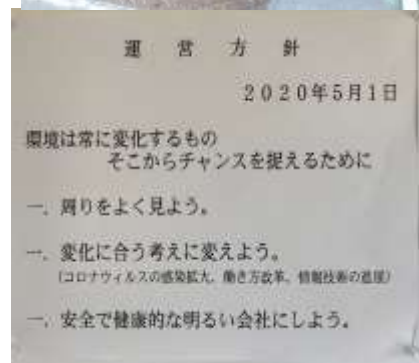 運営方針
2020年5月1日
環境は常に変化するもの
そこからチャンスを捉えるために
一、周りをよく見よう。
一、変化に合う考えに変えよう。
(コロナウィルスの感染拡大、働き方改革、情報技術の進展)
一、安全で健康的な明るい会社にしよう。